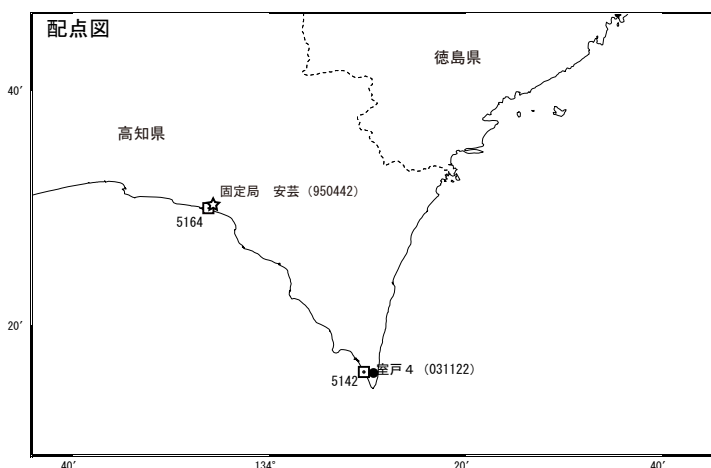 配点図
徳島県
40′
高知県
固定局　安芸（950442）
5164
20′
室戸４（031122）
5142
40′ 134° 20′ 40′